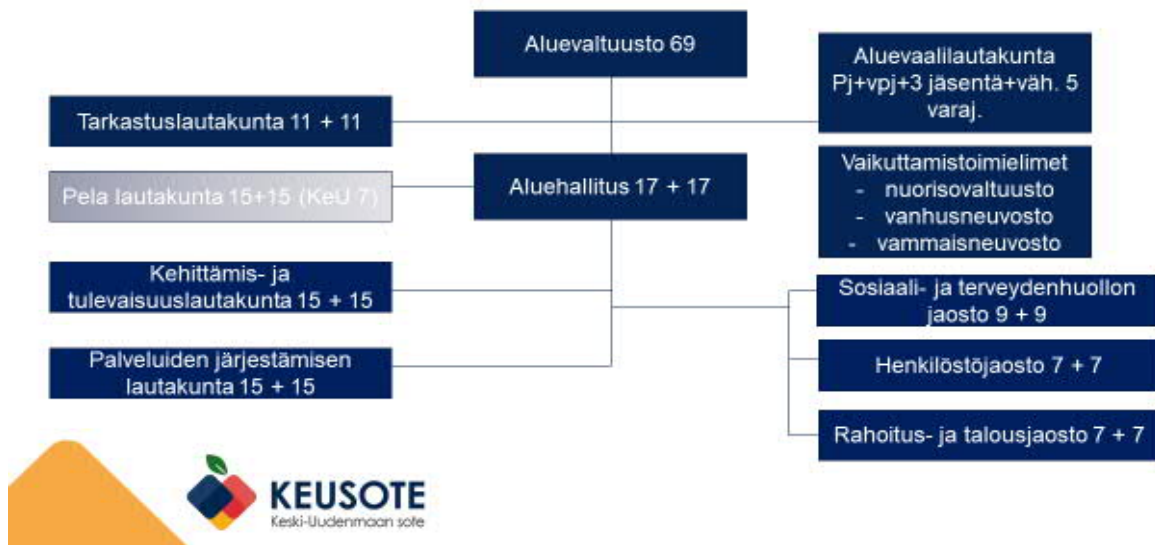 Aluevaltuusto 69
Aluevaalilautakunta
Pj+vpj+3 jäsentä+väh. 5
varaj.
Tarkastuslautakunta 11 + 11
Pela lautakunta 15+15 (KeU 7)
Aluehallitus 17 + 17
Vaikuttamistoimielimet
- nuorisovaltuusto
- vanhusneuvosto
- vammaisneuvosto
Kehittämis- ja
tulevaisuuslautakunta 15 + 15
Sosiaali- ja terveydenhuollon
jaosto 9 + 9
Palveluiden järjestämisen
lautakunta 15 + 15
Henkilöstöjaosto 7 + 7
Rahoitus- ja talousjaosto 7 + 7
KEUSOTE
Keski-Uudenmaan sote